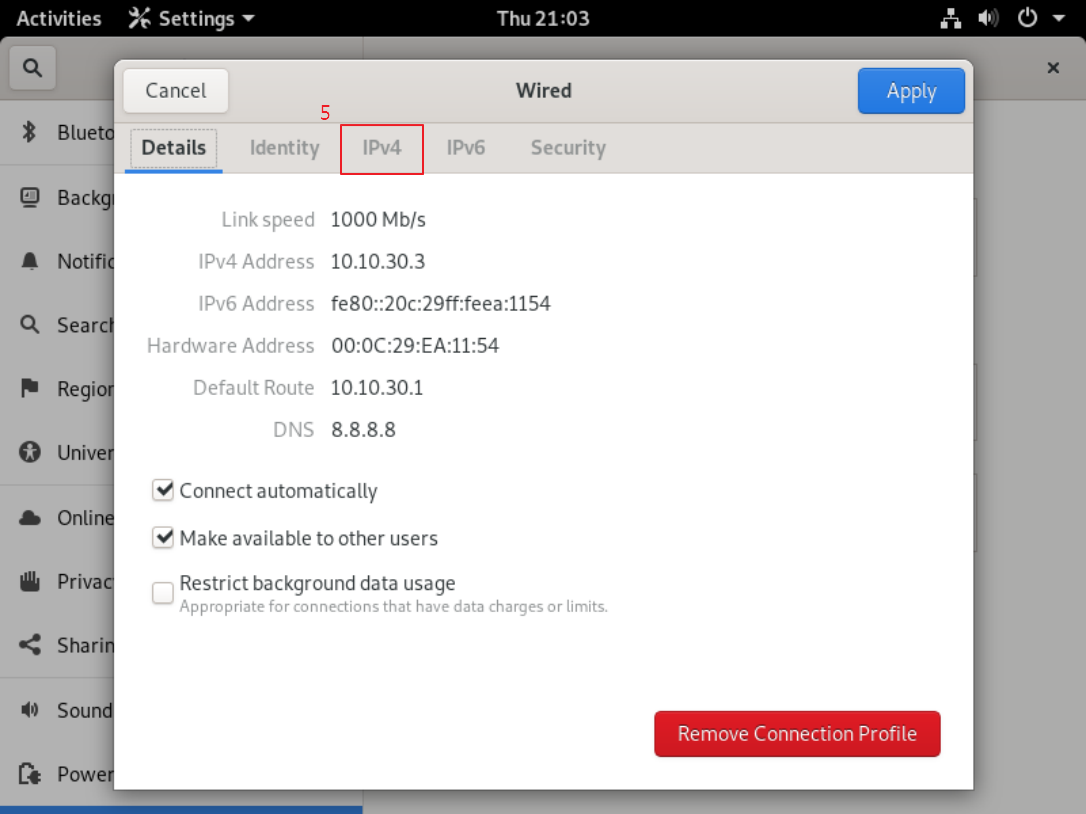 Activities Settings Thu 21:03
Cancel Wired Apply
5
Details Identity IPv4 IPv6 Security
Link speed 1000 Mb/s
IPv4 Address 10.10.30.3
IPv6 Address fe80::20c:29ff:feea:1154
Hardware Address 00:0C:29:EA:11:54
Default Route 10.10.30.1
DNS 8.8.8.8
Connect automatically
Make available to other users
Restrict background data usage
Appropriate for connections that have data charges or limits.
Remove Connection Profile
Blueto
Backg
Notific
Search
Region
Univer
Online
Privac
Sharin
Sound
Power